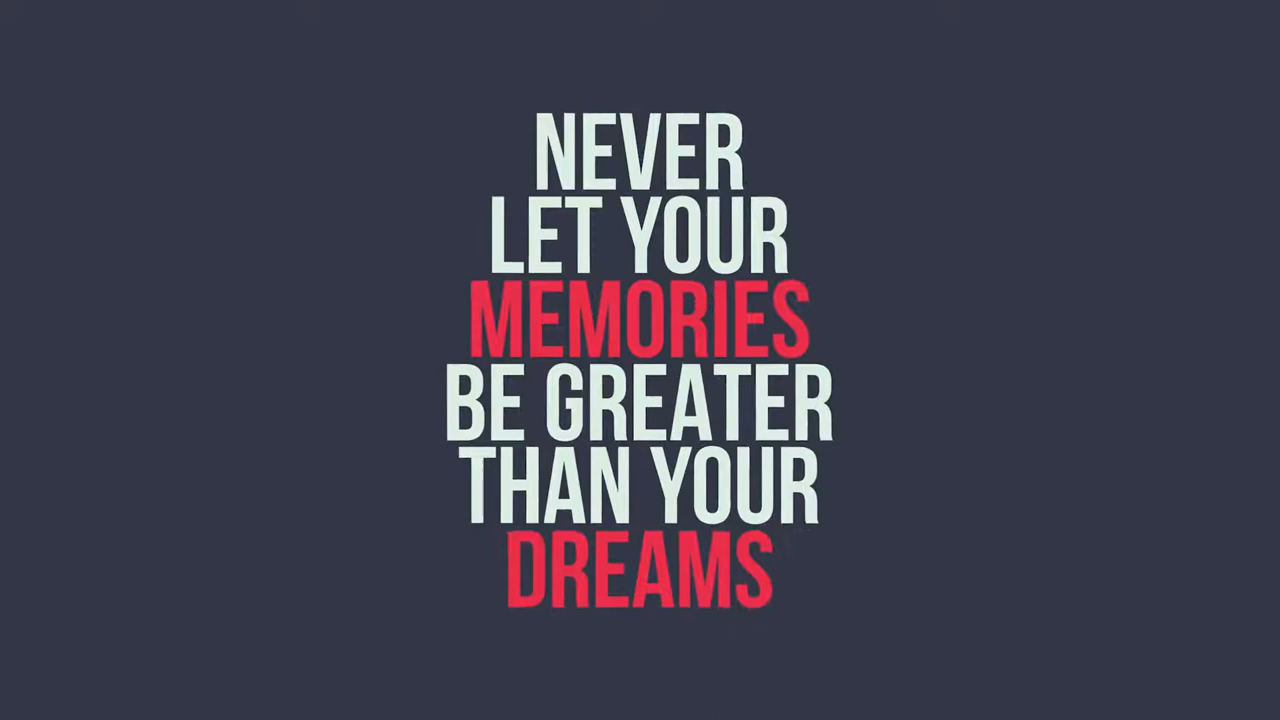 NEVER
LET YOUR
MEMORIES
BE GREATER
THAN YOUR
DREAMS